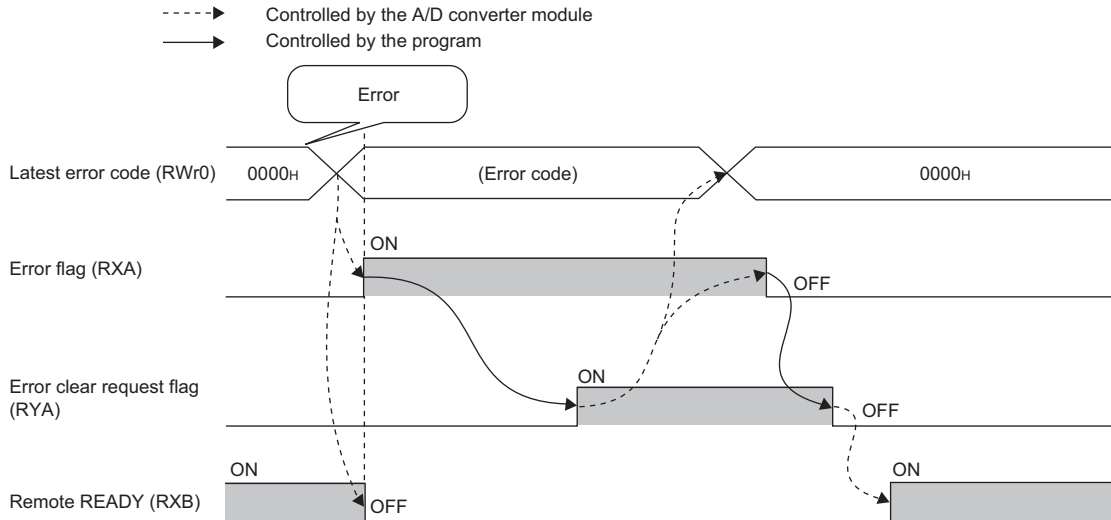 Controlled by the A/D converter module
Controlled by the program
Error
Latest error code (RWr0)
0000H
(Error code)
0000H
ON
Error flag (RXA)
OFF
ON
Error clear request flag
(RYA)
OFF
ON
ON
Remote READY (RXB)
OFF